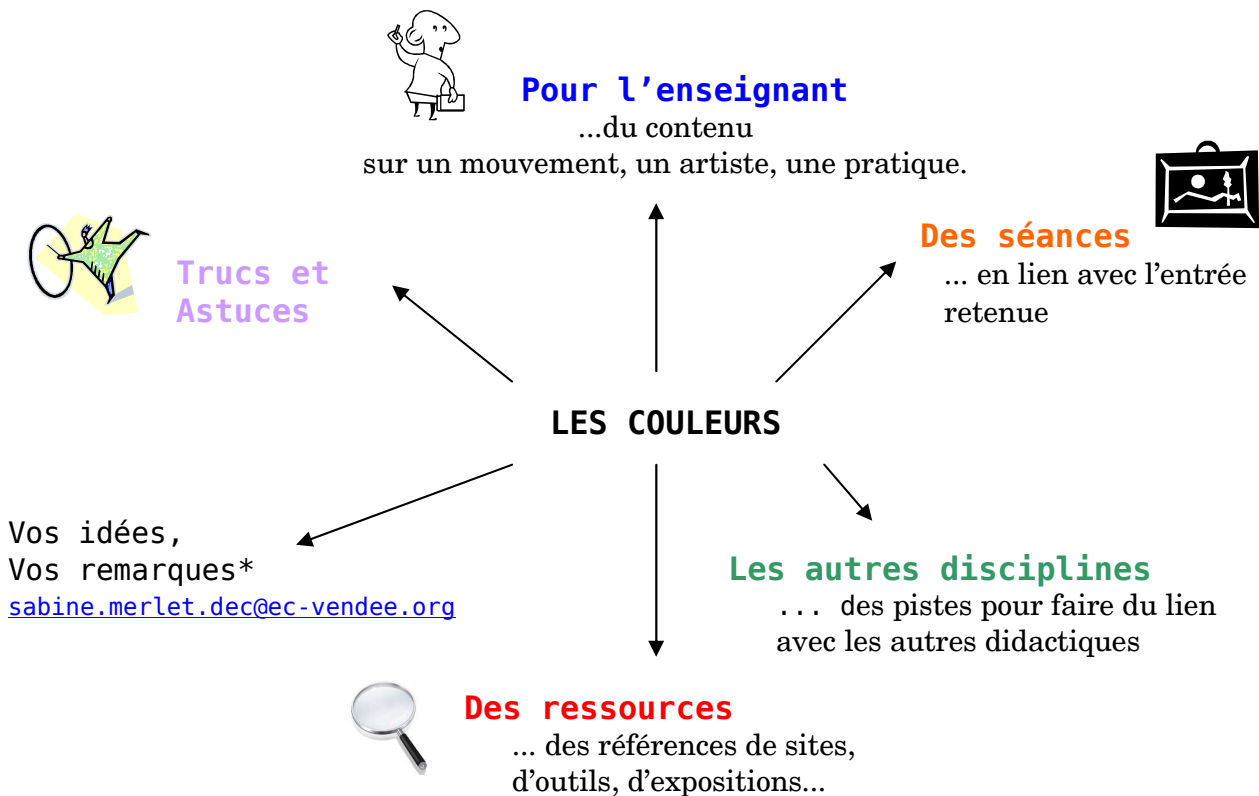 Pour l'enseignant
...du contenu
sur un mouvement, un artiste, une pratique.
Des séances
... en lien avec l'entrée
retenue
Trucs et
Astuces
LES COULEURS
Vos idées,
Vos remarques*
sabine.merlet.dec@ec-vendee.org
Les autres disciplines
... des pistes pour faire du lien
avec les autres didactiques
Des ressources
... des références de sites,
d'outils, d'expositions...